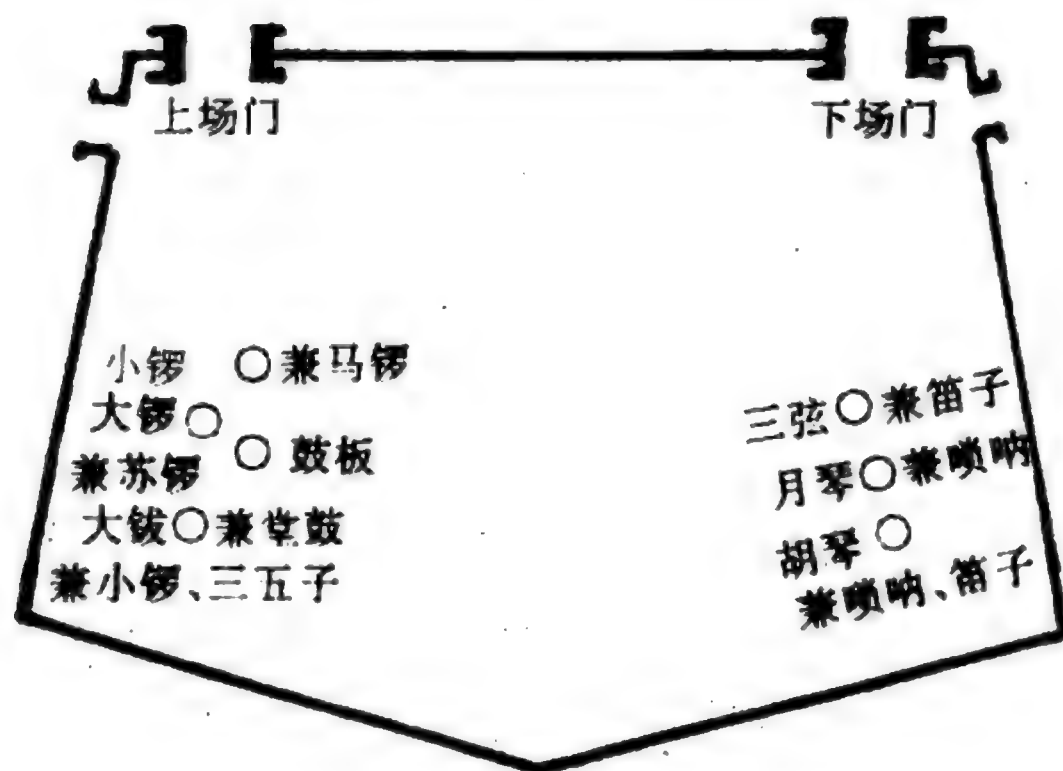 上场门
下场门
小锣 兼马锣
大锣
兼苏锣
鼓板
大钹 兼堂鼓
兼小锣、三五子
三弦 兼笛子
月琴 兼唢呐
胡琴
兼唢呐、笛子